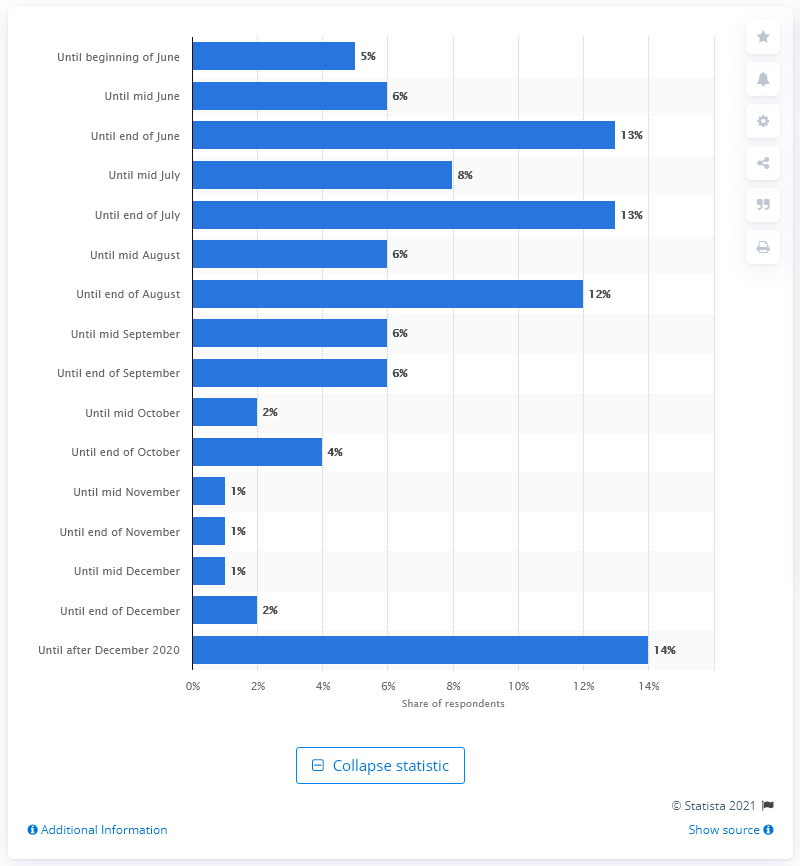 Until beginning of June 5%
Until mid June 6%
Until end of June 13%
Until mid July 8%
Until end of July 13%
Until mid August 6%
Until end of August 12%
Until mid September 6%
Until end of September 6%
Until mid October 2%
Until end of October 4%
Until mid November 1%
Until end of November 1%
Until mid December 1%
Until end of December 2%
Until after December 2020 14%
0% 2% 4% 6% 8% 10% 12% 14%
Share of respondents
Collapse statistic
© Statista 2021
Additional Information Show source